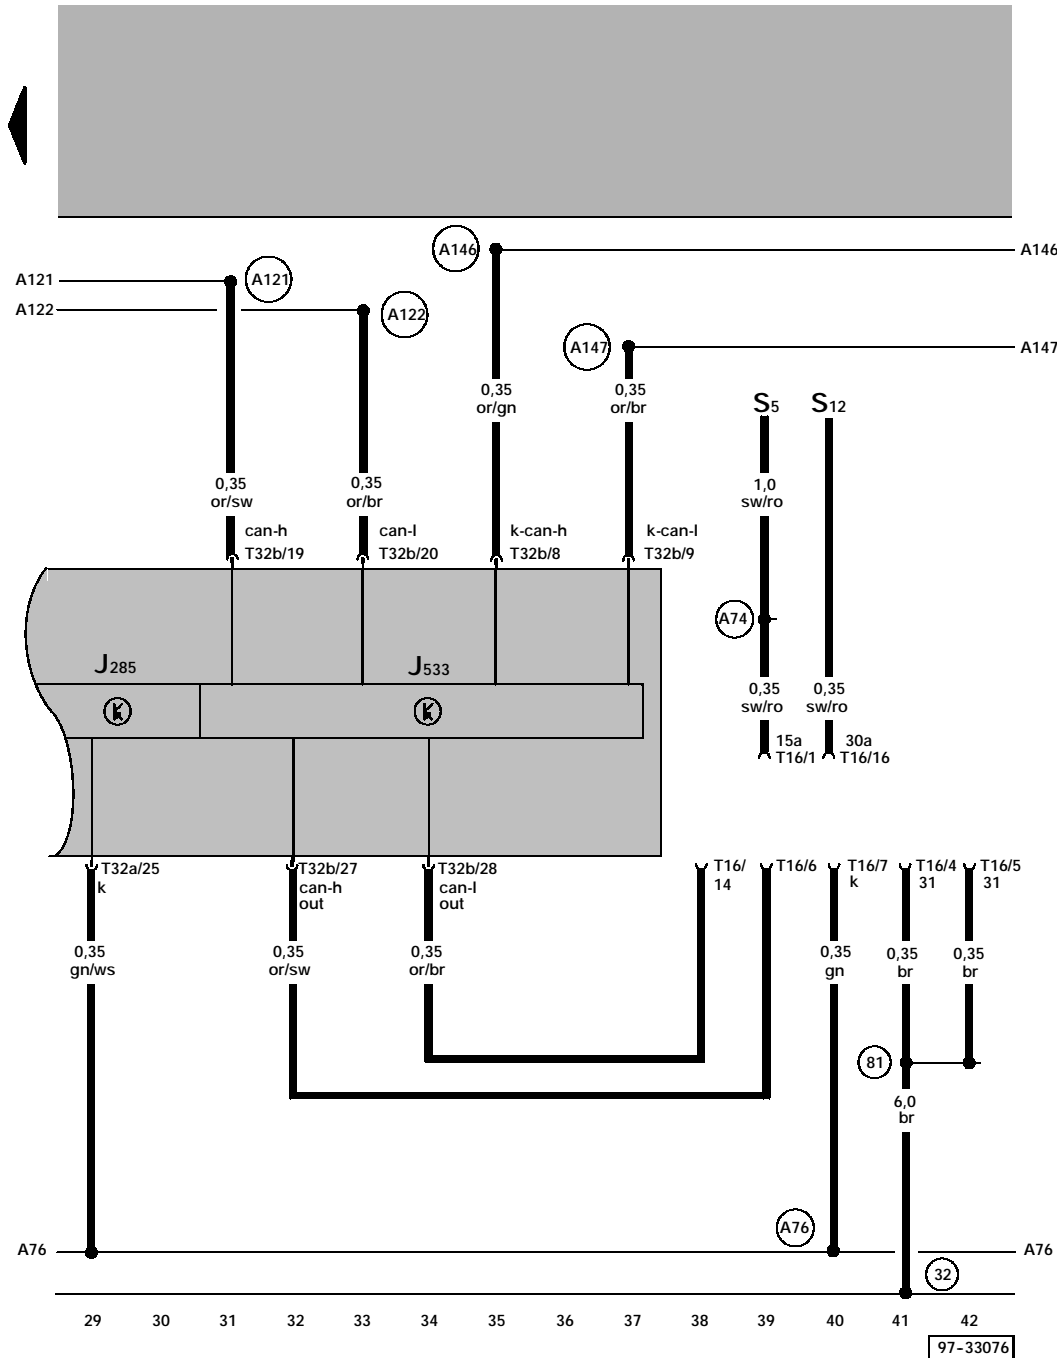 A146 A146
A121 A121
A122 A122
A147 A147
0,35 0,35
or/gn or/br
S5 S12
0,35 0,35 1,0
or/sw or/br sw/ro
can-h can-l k-can-h k-can-l
T32b/19 T32b/20 T32b/8 T32b/9
A74
J285 J533
0,35 0,35
sw/ro sw/ro
15a 30a
T16/1 T16/16
T32a/25 T32b/27 T32b/28 T16/ T16/6 T16/7 T16/4 T16/5
k can-h can-l 14 k 31 31
out out
0,35 0,35 0,35 0,35 0,35 0,35
gn/ws or/sw or/br gn br br
81
6,0
br
A76
A76 A76
32
29 30 31 32 33 34 35 36 37 38 39 40 41 42
97-33076